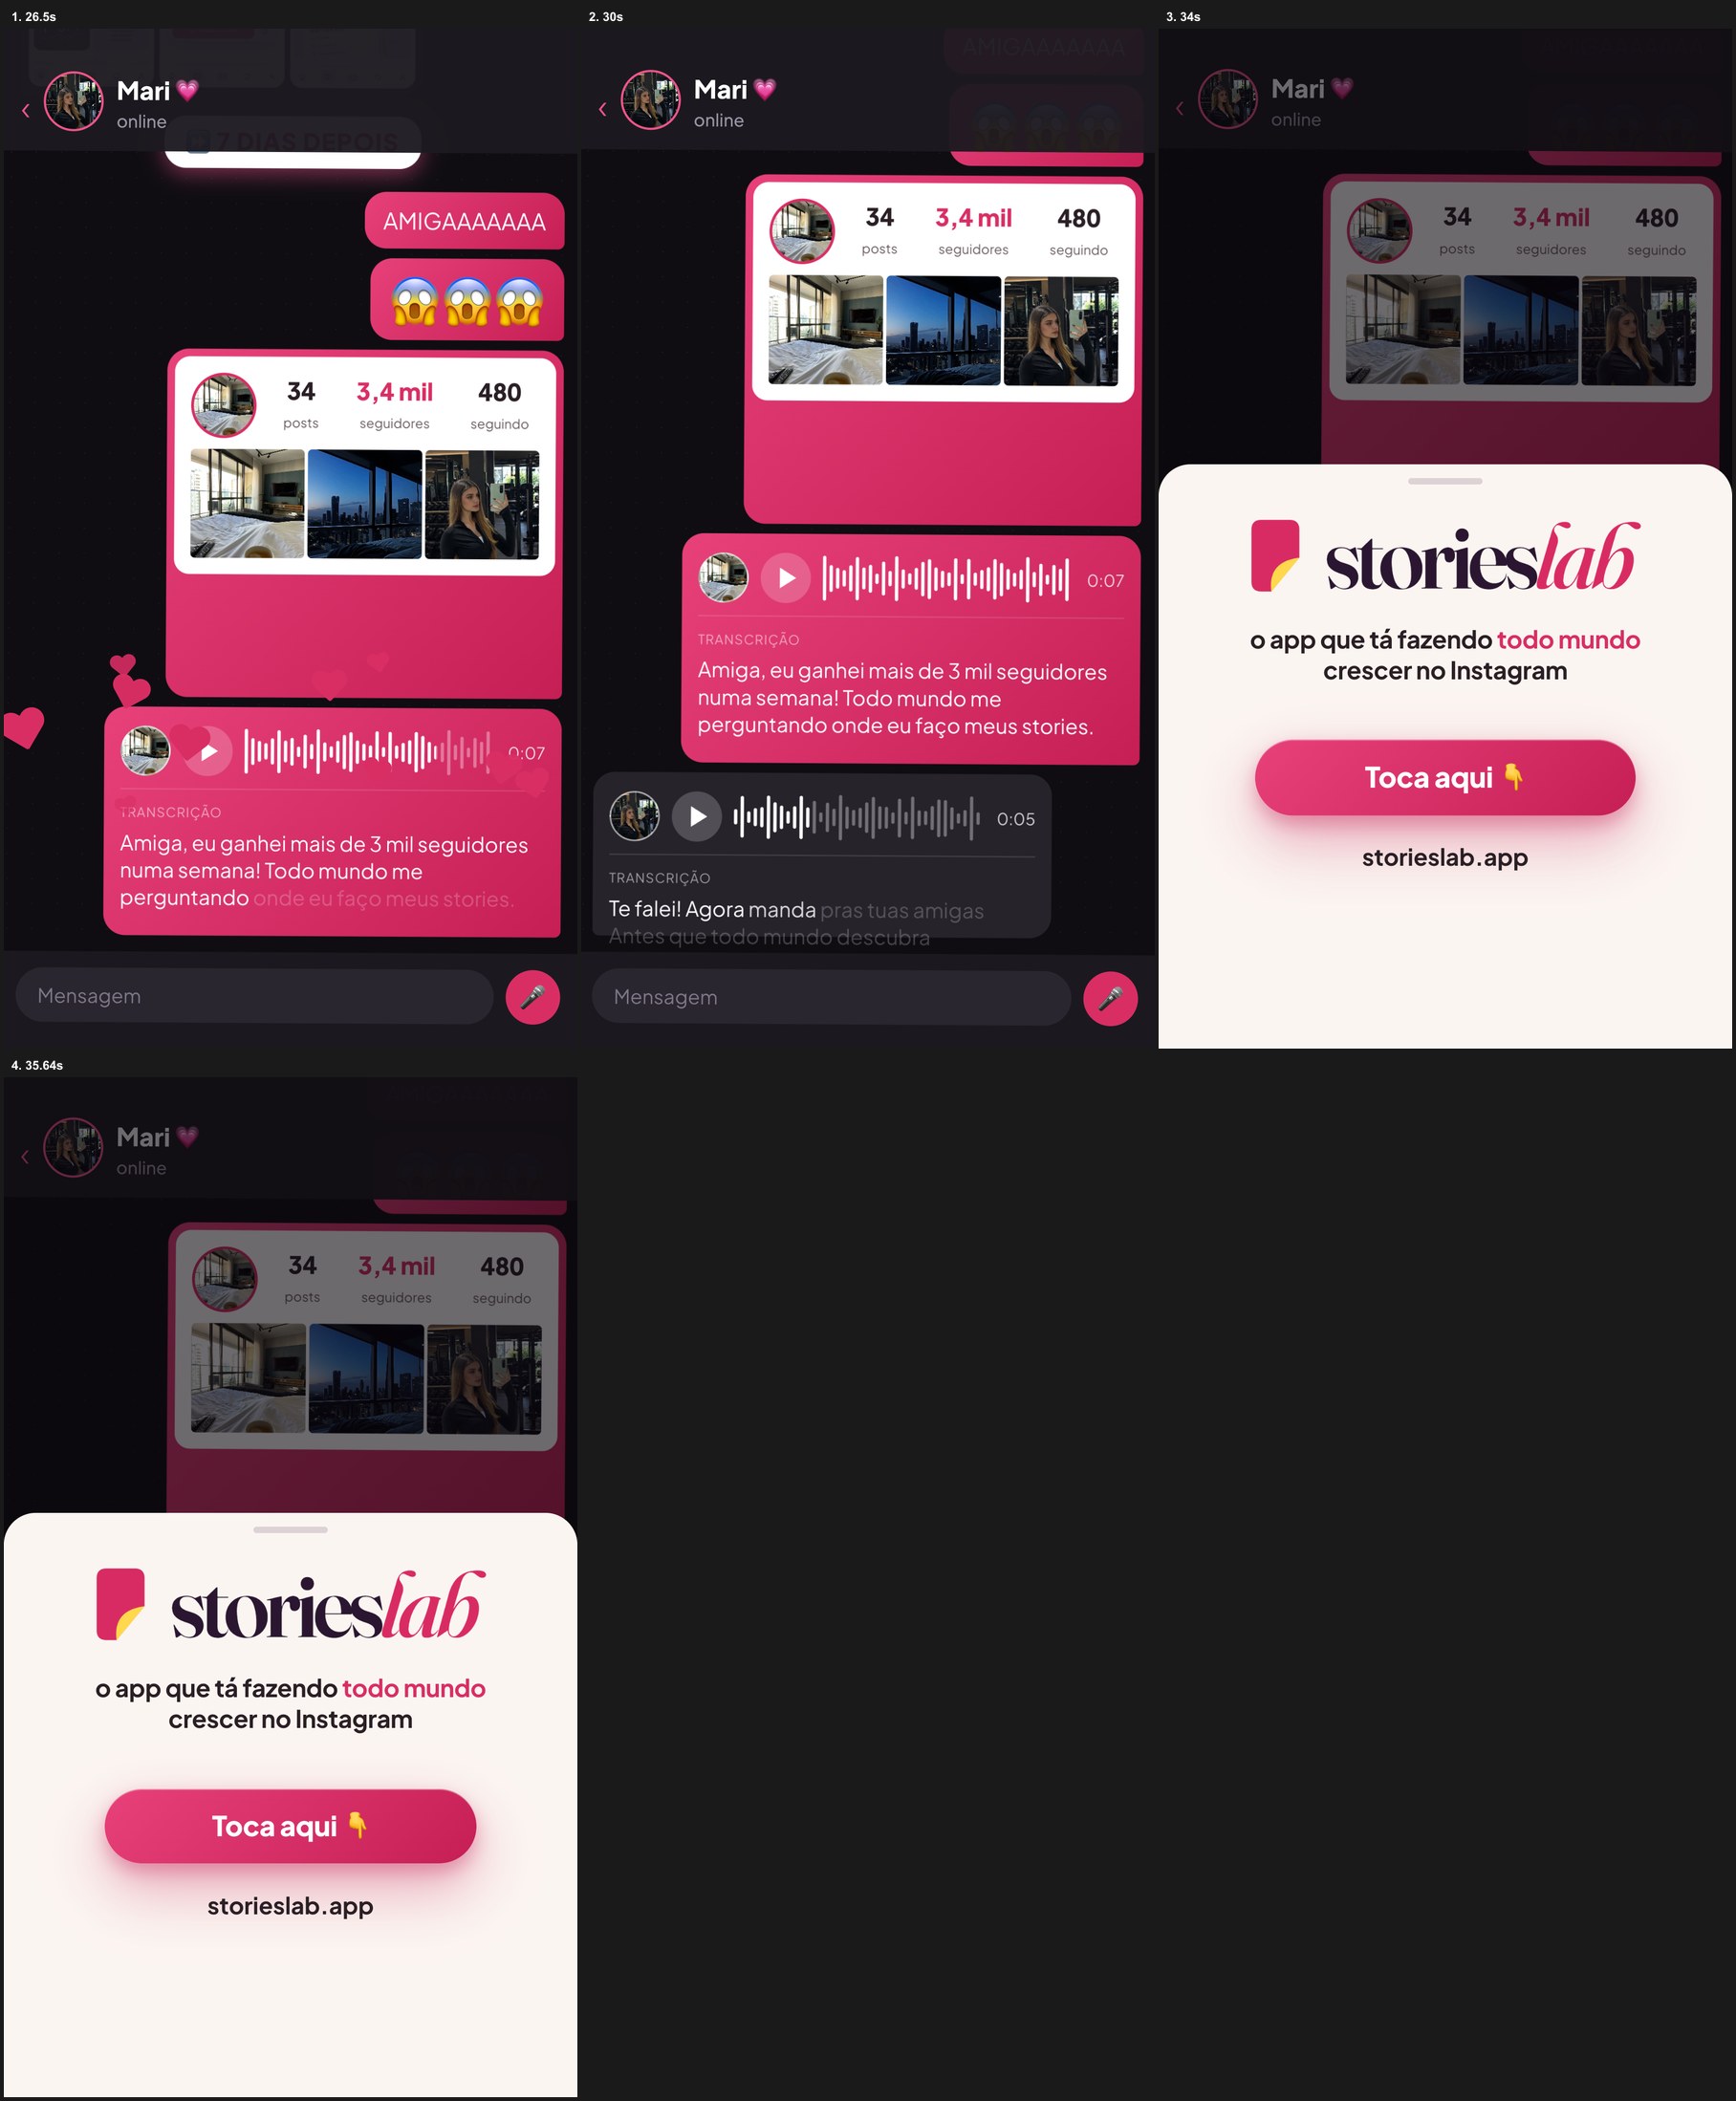 1. 26.5s
Mari 💗
online
7 DIAS DEPOIS
AMIGAAAAAAA
😱😱😱
34
3,4 mil
480
posts
seguidores
seguindo
0:07
TRANSCRIÇÃO
Amiga, eu ganhei mais de 3 mil seguidores
numa semana! Todo mundo me
perguntando onde eu faço meus stories.
Mensagem
2. 30s
AMIGAAAAAAA
Mari 💗
online
😱😱😱
34
3,4 mil
480
posts
seguidores
seguindo
0:07
TRANSCRIÇÃO
Amiga, eu ganhei mais de 3 mil seguidores
numa semana! Todo mundo me
perguntando onde eu faço meus stories.
0:05
TRANSCRIÇÃO
Te falei! Agora manda pras tuas amigas
Antes que todo mundo descubra
Mensagem
3. 34s
Mari 💗
online
34
3,4 mil
480
posts
seguidores
seguindo
storieslab
o app que tá fazendo todo mundo
crescer no Instagram
Toca aqui 👇
storieslab.app
4. 35.64s
Mari 💗
online
34
3,4 mil
480
posts
seguidores
seguindo
storieslab
o app que tá fazendo todo mundo
crescer no Instagram
Toca aqui 👇
storieslab.app